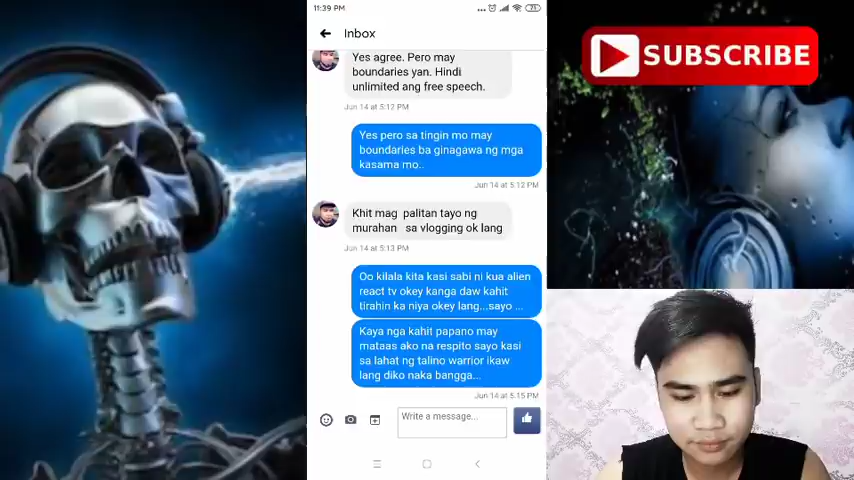 11:39 PM
71
Inbox
Yes agree. Pero may
boundaries yan. Hindi
unlimited ang free speech.
Jun 14 at 5:12 PM
Yes pero sa tingin mo may
boundaries ba ginagawa ng mga
kasama mo..
Jun 14 at 5:12 PM
Khit mag palitan tayo ng
murahan sa vlogging ok lang
Jun 14 at 5:13 PM
Oo kilala kita kasi sabi ni kua alien
react tv okey kanga daw kahit
tirahin ka niya okey lang...sayo ...
Kaya nga kahit papano may
mataas ako na respito sayo kasi
sa lahat ng talino warrior ikaw
lang diko naka bangga...
Jun 14 at 5:15 PM
Write a message...
SUBSCRIBE